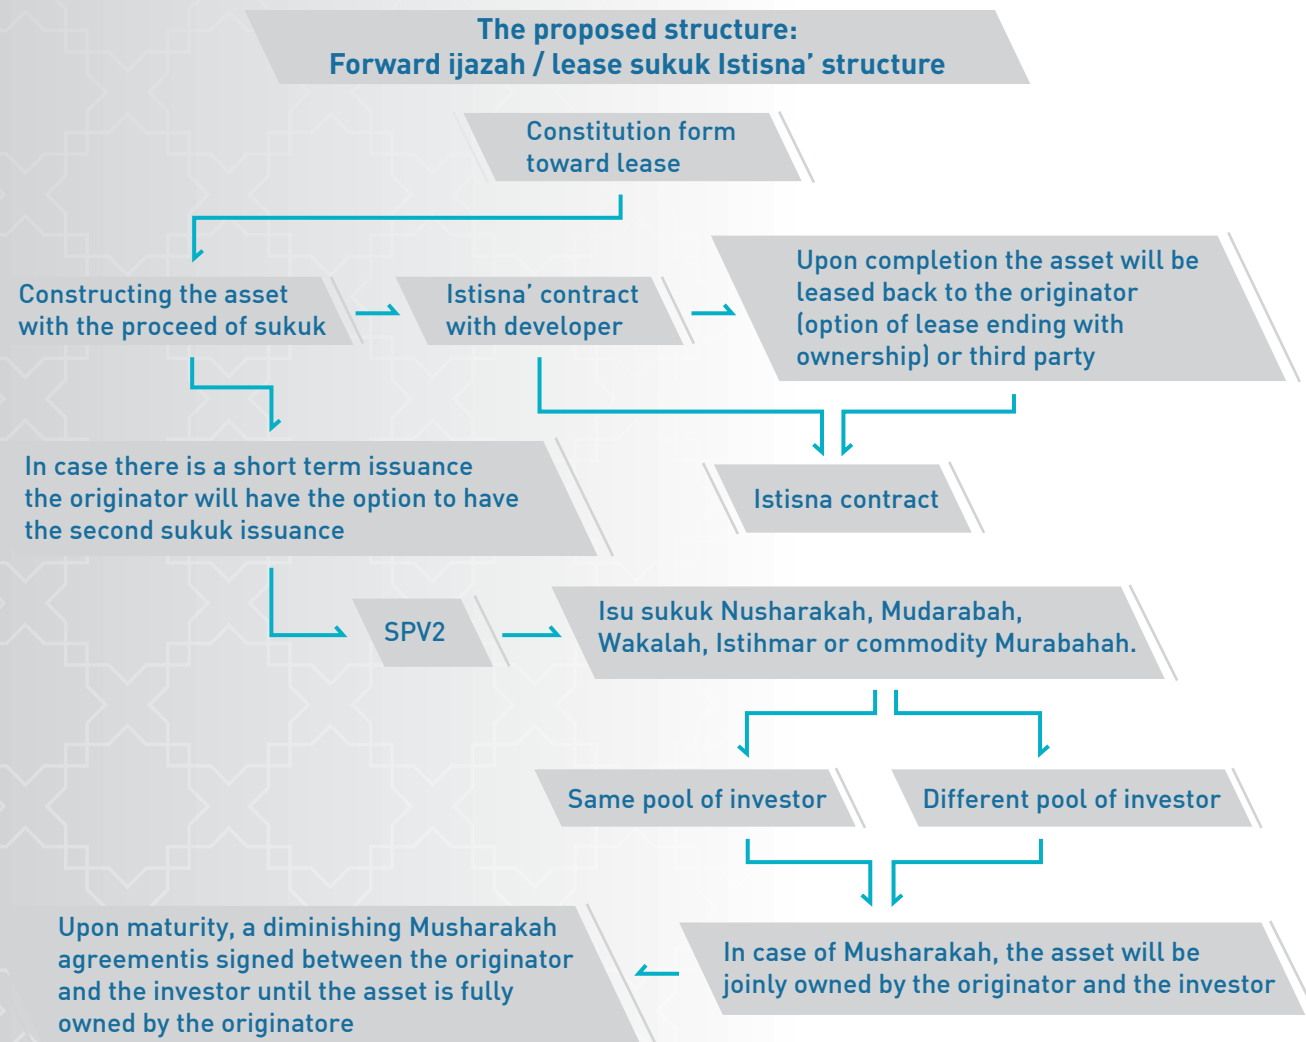 The proposed structure:
Forward ijazah / lease sukuk Istisna’ structure
Constitution form
toward lease
Constructing the asset
with the proceed of sukuk
Istisna’ contract
with developer
Upon completion the asset will be
leased back to the originator
(option of lease ending with
ownership) or third party
In case there is a short term issuance
the originator will have the option to have
the second sukuk issuance
Istisna contract
SPV2
Isu sukuk Nusharakah, Mudarabah,
Wakalah, Istihmar or commodity Murabahah.
Same pool of investor
Different pool of investor
In case of Musharakah, the asset will be
joinly owned by the originator and the investor
Upon maturity, a diminishing Musharakah
agreementis signed between the originator
and the investor until the asset is fully
owned by the originatore